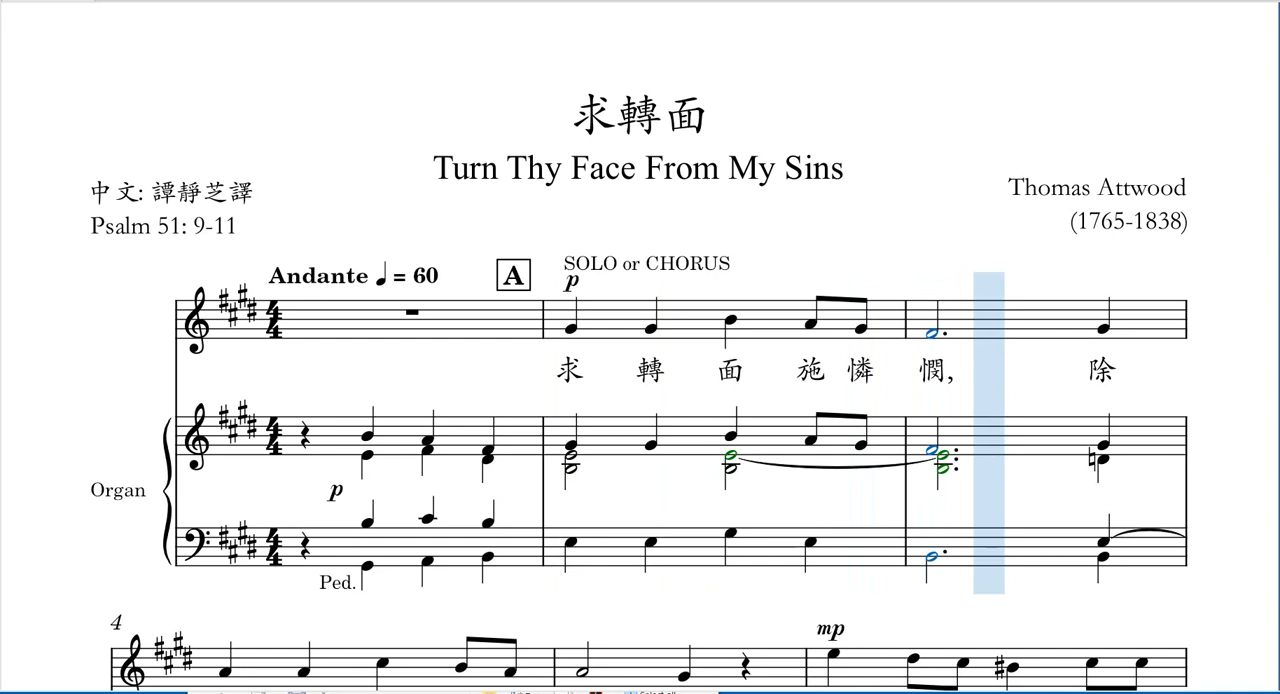 求轉面
Turn Thy Face From My Sins
中文: 譚靜芝譯
Psalm 51: 9-11
Thomas Attwood
(1765-1838)
Andante ♩ = 60
A
SOLO or CHORUS
p
求 轉 面 施 憐 憫, 除
Organ
p
Ped.
4
mp